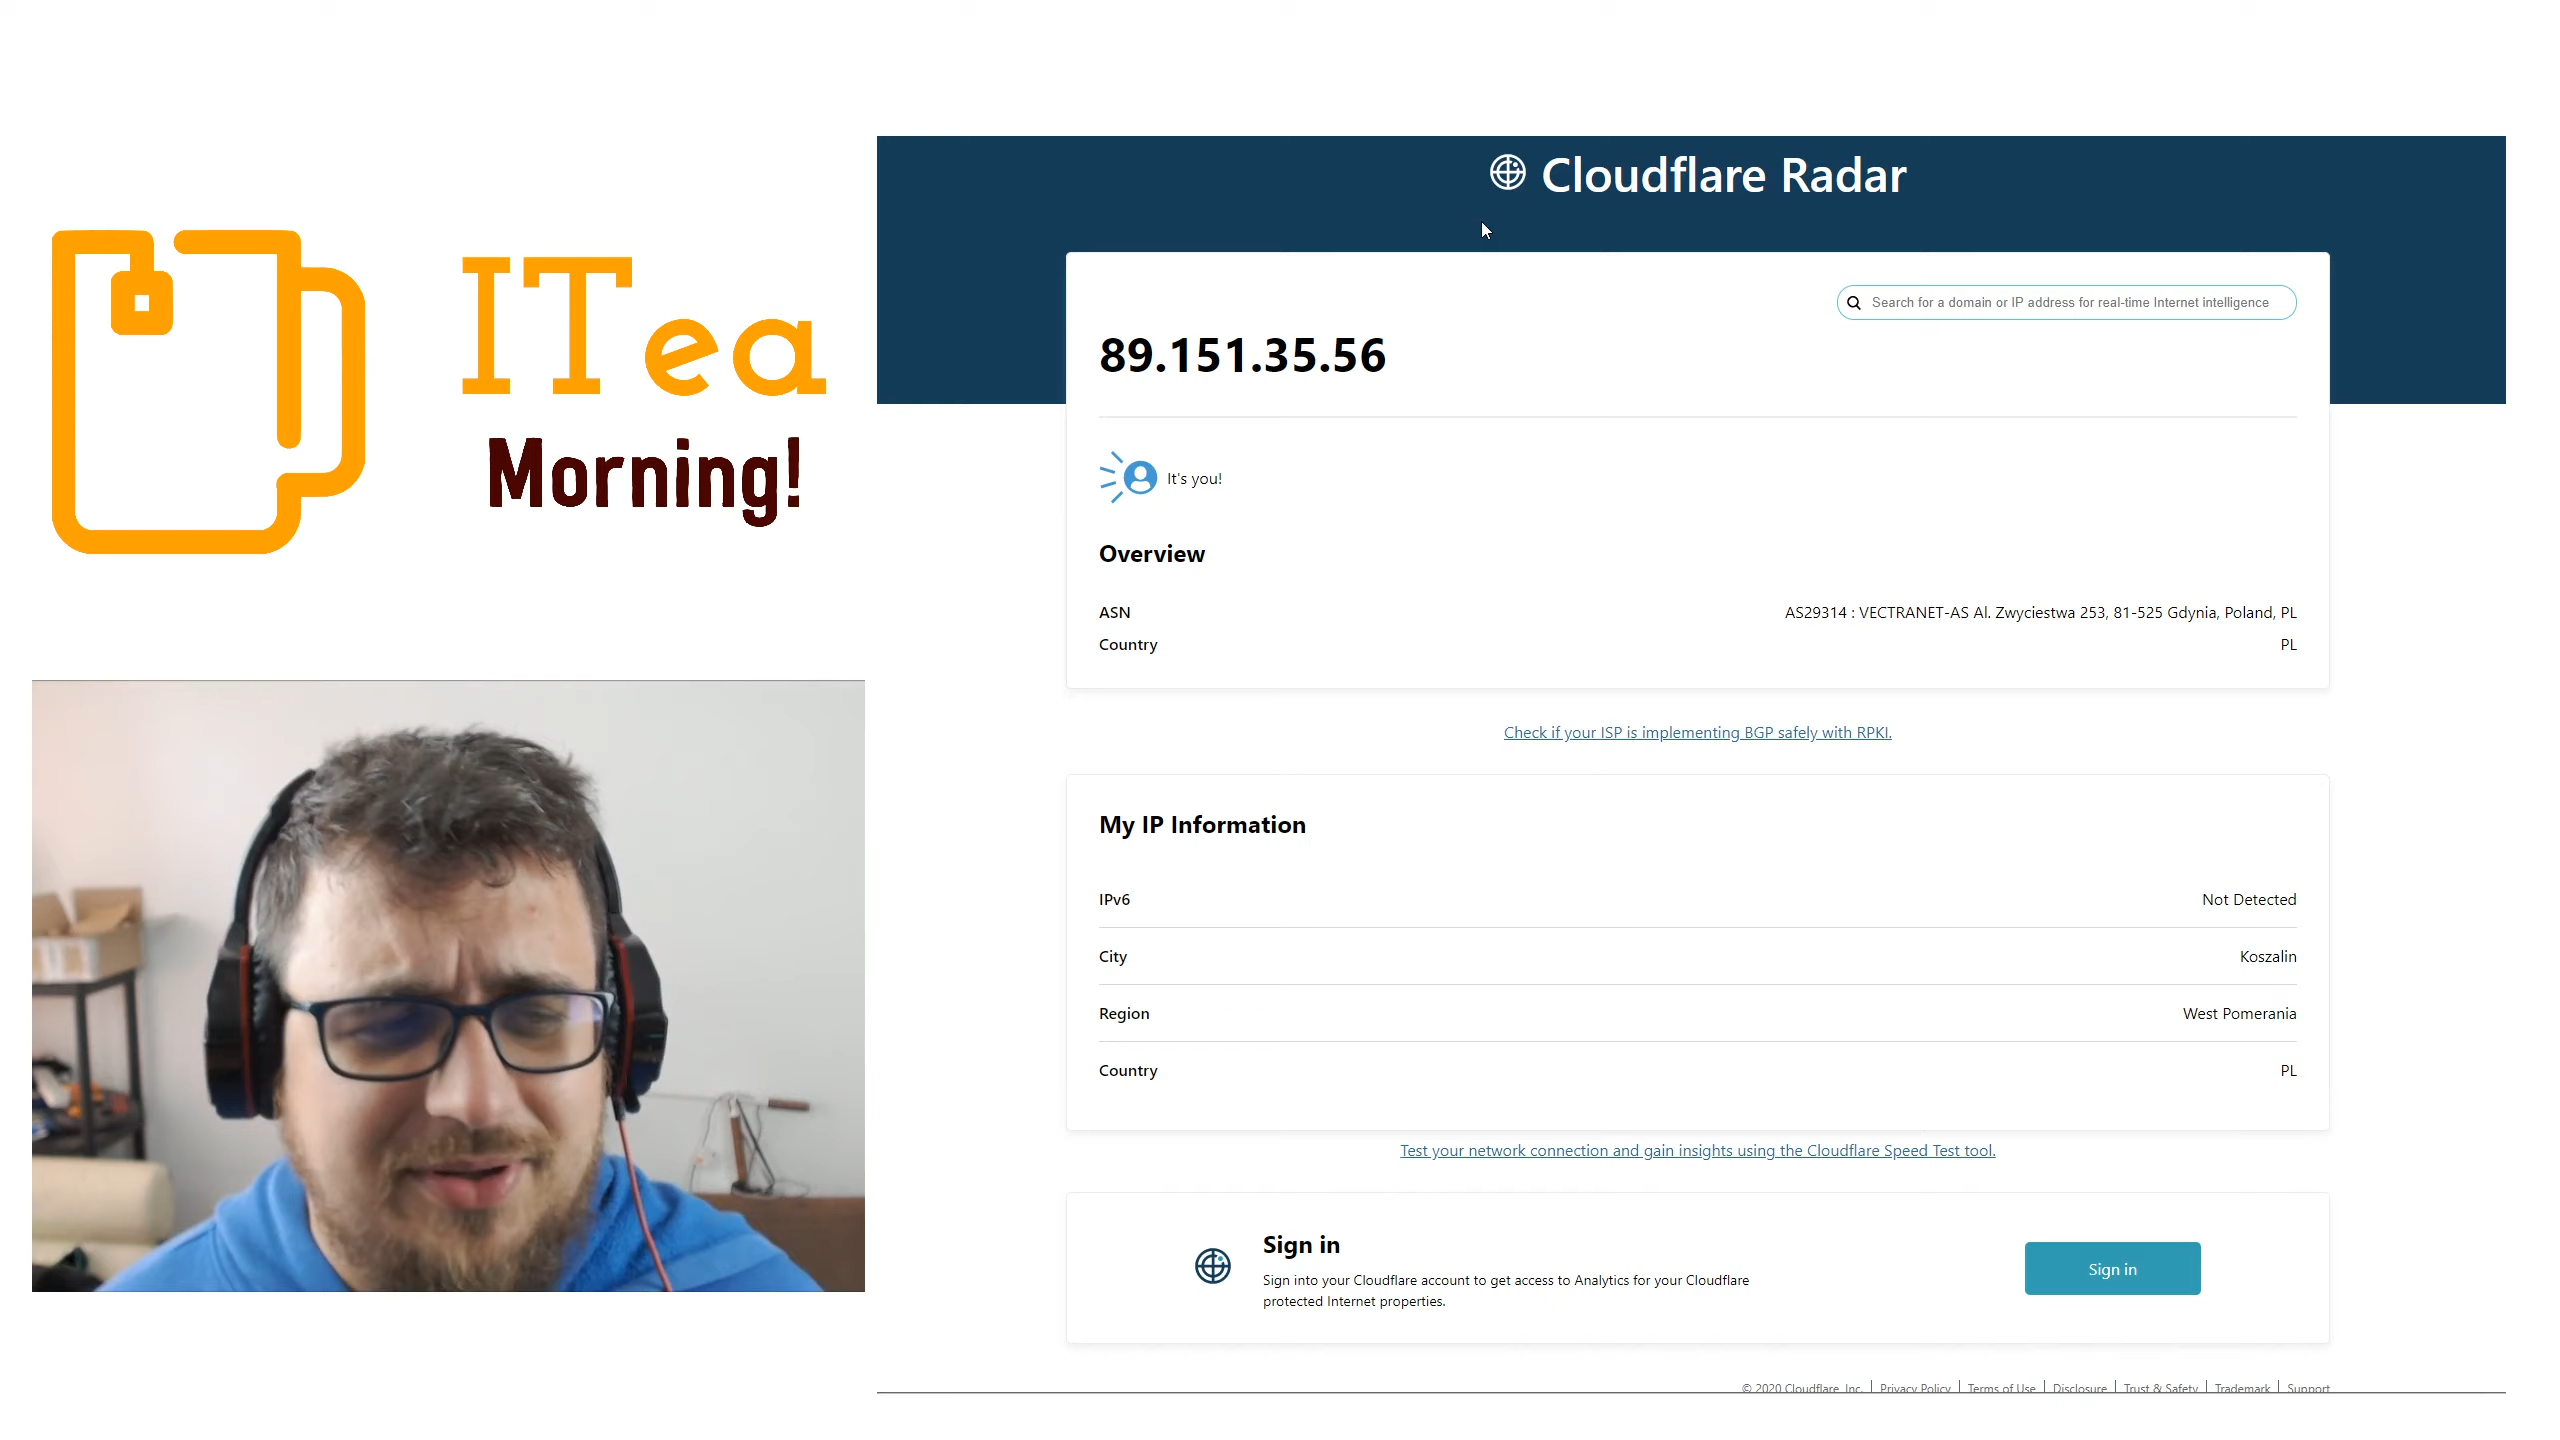 ITea
Morning!
Cloudflare Radar
Search for a domain or IP address for real-time Internet intelligence
89.151.35.56
It's you!
Overview
ASN AS29314 : VECTRANET-AS Al. Zwyciestwa 253, 81-525 Gdynia, Poland, PL
Country PL
Check if your ISP is implementing BGP safely with RPKI.
My IP Information
IPv6 Not Detected
City Koszalin
Region West Pomerania
Country PL
Test your network connection and gain insights using the Cloudflare Speed Test tool.
Sign in
Sign into your Cloudflare account to get access to Analytics for your Cloudflare
protected Internet properties.
Sign in
© 2020 Cloudflare, Inc. | Privacy Policy | Terms of Use | Disclosure | Trust & Safety | Trademark | Support